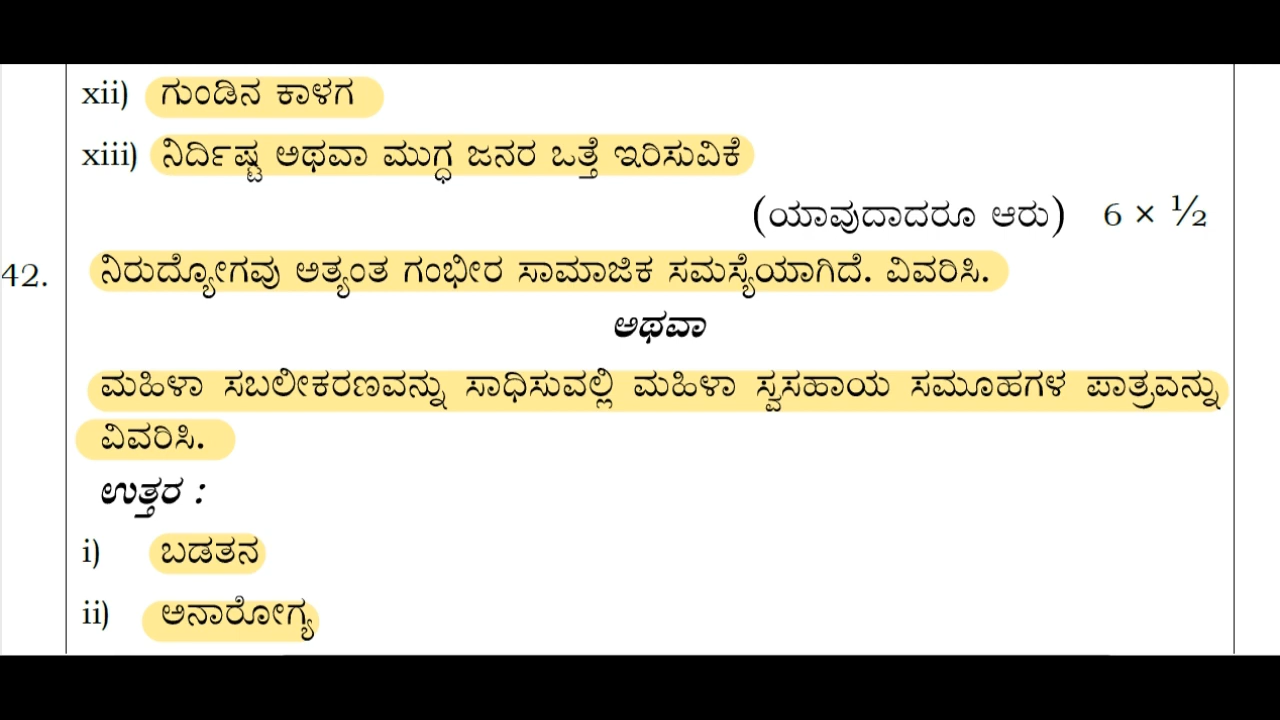 xii) ಗುಂಡಿನ ಕಾಳಗ
xiii) ನಿರ್ದಿಷ್ಟ ಅಥವಾ ಮುಗ್ಧ ಜನರ ಒತ್ತೆ ಇರಿಸುವಿಕೆ
(ಯಾವುದಾದರೂ ಆರು) 6 × ½
42. ನಿರುದ್ಯೋಗವು ಅತ್ಯಂತ ಗಂಭೀರ ಸಾಮಾಜಿಕ ಸಮಸ್ಯೆಯಾಗಿದೆ. ವಿವರಿಸಿ.
ಅಥವಾ
ಮಹಿಳಾ ಸಬಲೀಕರಣವನ್ನು ಸಾಧಿಸುವಲ್ಲಿ ಮಹಿಳಾ ಸ್ವಸಹಾಯ ಸಮೂಹಗಳ ಪಾತ್ರವನ್ನು
ವಿವರಿಸಿ.
ಉತ್ತರ :
i) ಬಡತನ
ii) ಅನಾರೋಗ್ಯ